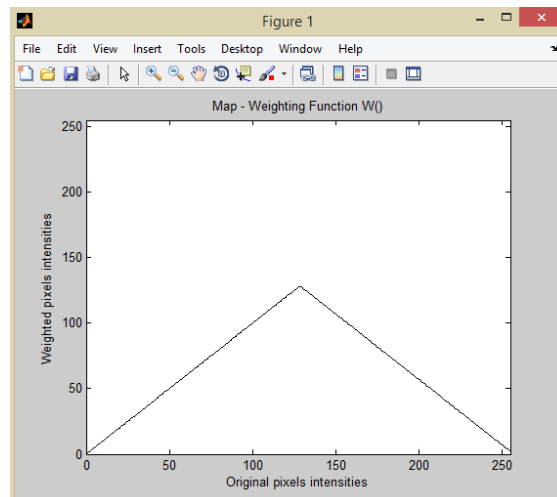 Figure 1
File Edit View Insert Tools Desktop Window Help
Map - Weighting Function W()
250
200
150
100
50
0
Weighted pixels intensities
0 50 100 150 200 250
Original pixels intensities